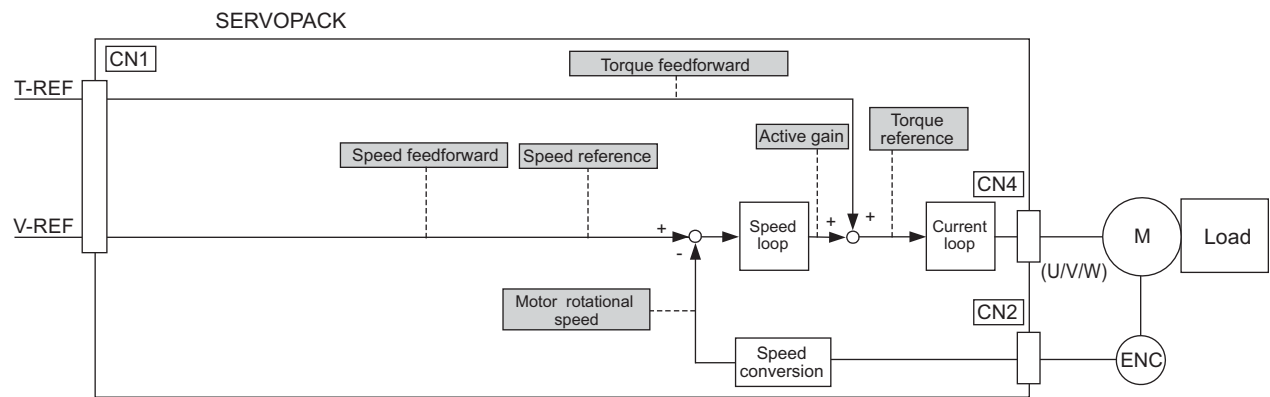 SERVOPACK
CN1
Torque feedforward
T-REF
Torque
reference
Active gain
Speed feedforward
Speed reference
CN4
V-REF
+
+
+
-
Speed
loop
Current
loop
M
Load
(U/V/W)
Motor rotational
speed
CN2
Speed
conversion
ENC